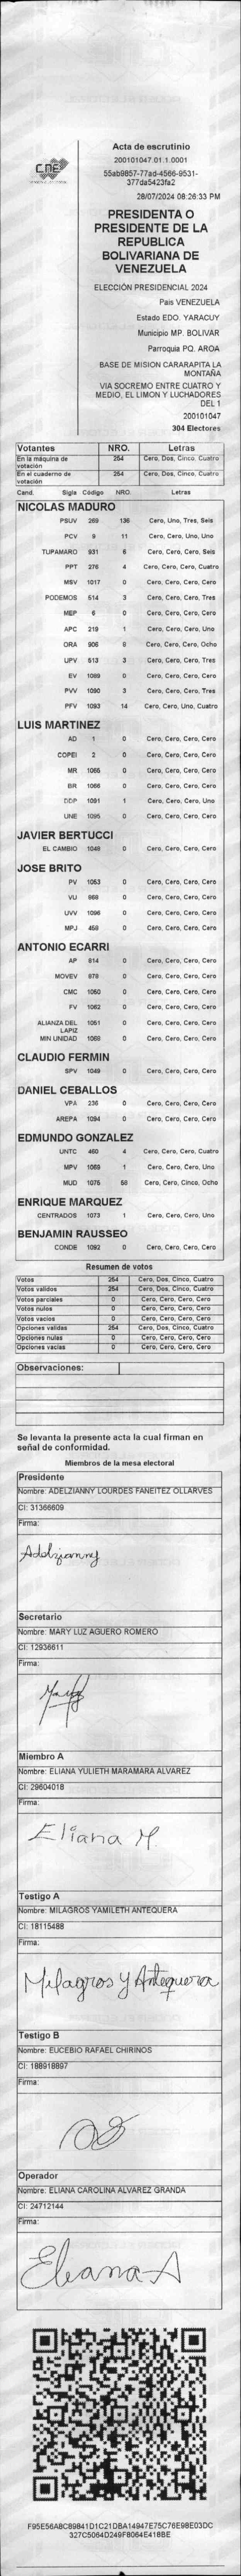 CNE
Acta de escrutinio
200101047.01.1.0001
55ab9857-77ad-4566-9531-
377da5423fa2
28/07/2024 08:26:33 PM
PRESIDENTA O
PRESIDENTE DE LA
REPUBLICA
BOLIVARIANA DE
VENEZUELA
ELECCIÓN PRESIDENCIAL 2024
Pais VENEZUELA
Estado EDO. YARACUY
Municipio MP. BOLIVAR
Parroquia PQ. AROA
BASE DE MISION CARARAPITA LA
MONTAÑA
VIA SOCREMO ENTRE CUATRO Y
MEDIO, EL LIMON Y LUCHADORES
DEL 1
200101047
304 Electores
Votantes NRO. Letras
En la máquina de votación 254 Cero, Dos, Cinco, Cuatro
En el cuaderno de votación 254 Cero, Dos, Cinco, Cuatro
Cand. Sigla Código NRO. Letras
NICOLAS MADURO
PSUV 269 136 Cero, Uno, Tres, Seis
PCV 9 11 Cero, Cero, Uno, Uno
TUPAMARO 931 6 Cero, Cero, Cero, Seis
PPT 276 4 Cero, Cero, Cero, Cuatro
MSV 1017 0 Cero, Cero, Cero, Cero
PODEMOS 514 3 Cero, Cero, Cero, Tres
MEP 6 0 Cero, Cero, Cero, Cero
APC 219 1 Cero, Cero, Cero, Uno
ORA 906 8 Cero, Cero, Cero, Ocho
UPV 513 3 Cero, Cero, Cero, Tres
EV 1089 0 Cero, Cero, Cero, Cero
PVV 1090 3 Cero, Cero, Cero, Tres
PFV 1093 14 Cero, Cero, Uno, Cuatro
LUIS MARTINEZ
AD 1 0 Cero, Cero, Cero, Cero
COPEI 2 0 Cero, Cero, Cero, Cero
MR 1065 0 Cero, Cero, Cero, Cero
BR 1066 0 Cero, Cero, Cero, Cero
DDP 1091 1 Cero, Cero, Cero, Uno
UNE 1095 0 Cero, Cero, Cero, Cero
JAVIER BERTUCCI
EL CAMBIO 1048 0 Cero, Cero, Cero, Cero
JOSE BRITO
PV 1053 0 Cero, Cero, Cero, Cero
VU 868 0 Cero, Cero, Cero, Cero
UVV 1096 0 Cero, Cero, Cero, Cero
MPJ 459 0 Cero, Cero, Cero, Cero
ANTONIO ECARRI
AP 814 0 Cero, Cero, Cero, Cero
MOVEV 878 0 Cero, Cero, Cero, Cero
CMC 1050 0 Cero, Cero, Cero, Cero
FV 1062 0 Cero, Cero, Cero, Cero
ALIANZA DEL LAPIZ 1051 0 Cero, Cero, Cero, Cero
MIN UNIDAD 1068 0 Cero, Cero, Cero, Cero
CLAUDIO FERMIN
SPV 1049 0 Cero, Cero, Cero, Cero
DANIEL CEBALLOS
VPA 236 0 Cero, Cero, Cero, Cero
AREPA 1094 0 Cero, Cero, Cero, Cero
EDMUNDO GONZALEZ
UNTC 460 4 Cero, Cero, Cero, Cuatro
MPV 1069 1 Cero, Cero, Cero, Uno
MUD 1075 58 Cero, Cero, Cinco, Ocho
ENRIQUE MARQUEZ
CENTRADOS 1073 1 Cero, Cero, Cero, Uno
BENJAMIN RAUSSEO
CONDE 1092 0 Cero, Cero, Cero, Cero
Resumen de votos
Votos 254 Cero, Dos, Cinco, Cuatro
Votos validos 254 Cero, Dos, Cinco, Cuatro
Votos parciales 0 Cero, Cero, Cero, Cero
Votos nulos 0 Cero, Cero, Cero, Cero
Votos vacios 0 Cero, Cero, Cero, Cero
Opciones validas 254 Cero, Dos, Cinco, Cuatro
Opciones nulas 0 Cero, Cero, Cero, Cero
Opciones vacias 0 Cero, Cero, Cero, Cero
Observaciones:
Se levanta la presente acta la cual firman en
señal de conformidad.
Miembros de la mesa electoral
Presidente
Nombre: ADELZIANNY LOURDES FANEITEZ OLLARVES
CI: 31366609
Firma:
Adelzianny
Secretario
Nombre: MARY LUZ AGUERO ROMERO
CI: 12936611
Firma:
Miembro A
Nombre: ELIANA YULIETH MARAMARA ALVAREZ
CI: 29604018
Firma:
Eliana M.
Testigo A
Nombre: MILAGROS YAMILETH ANTEQUERA
CI: 18115488
Firma:
Milagros Y Antequera
Testigo B
Nombre: EUCEBIO RAFAEL CHIRINOS
CI: 188918897
Firma:
Operador
Nombre: ELIANA CAROLINA ALVAREZ GRANDA
CI: 24712144
Firma:
Eliana A
F95E56A8C89841D1C21DBA14947E75C76E98E03DC
327C5064D249F8064E418BE